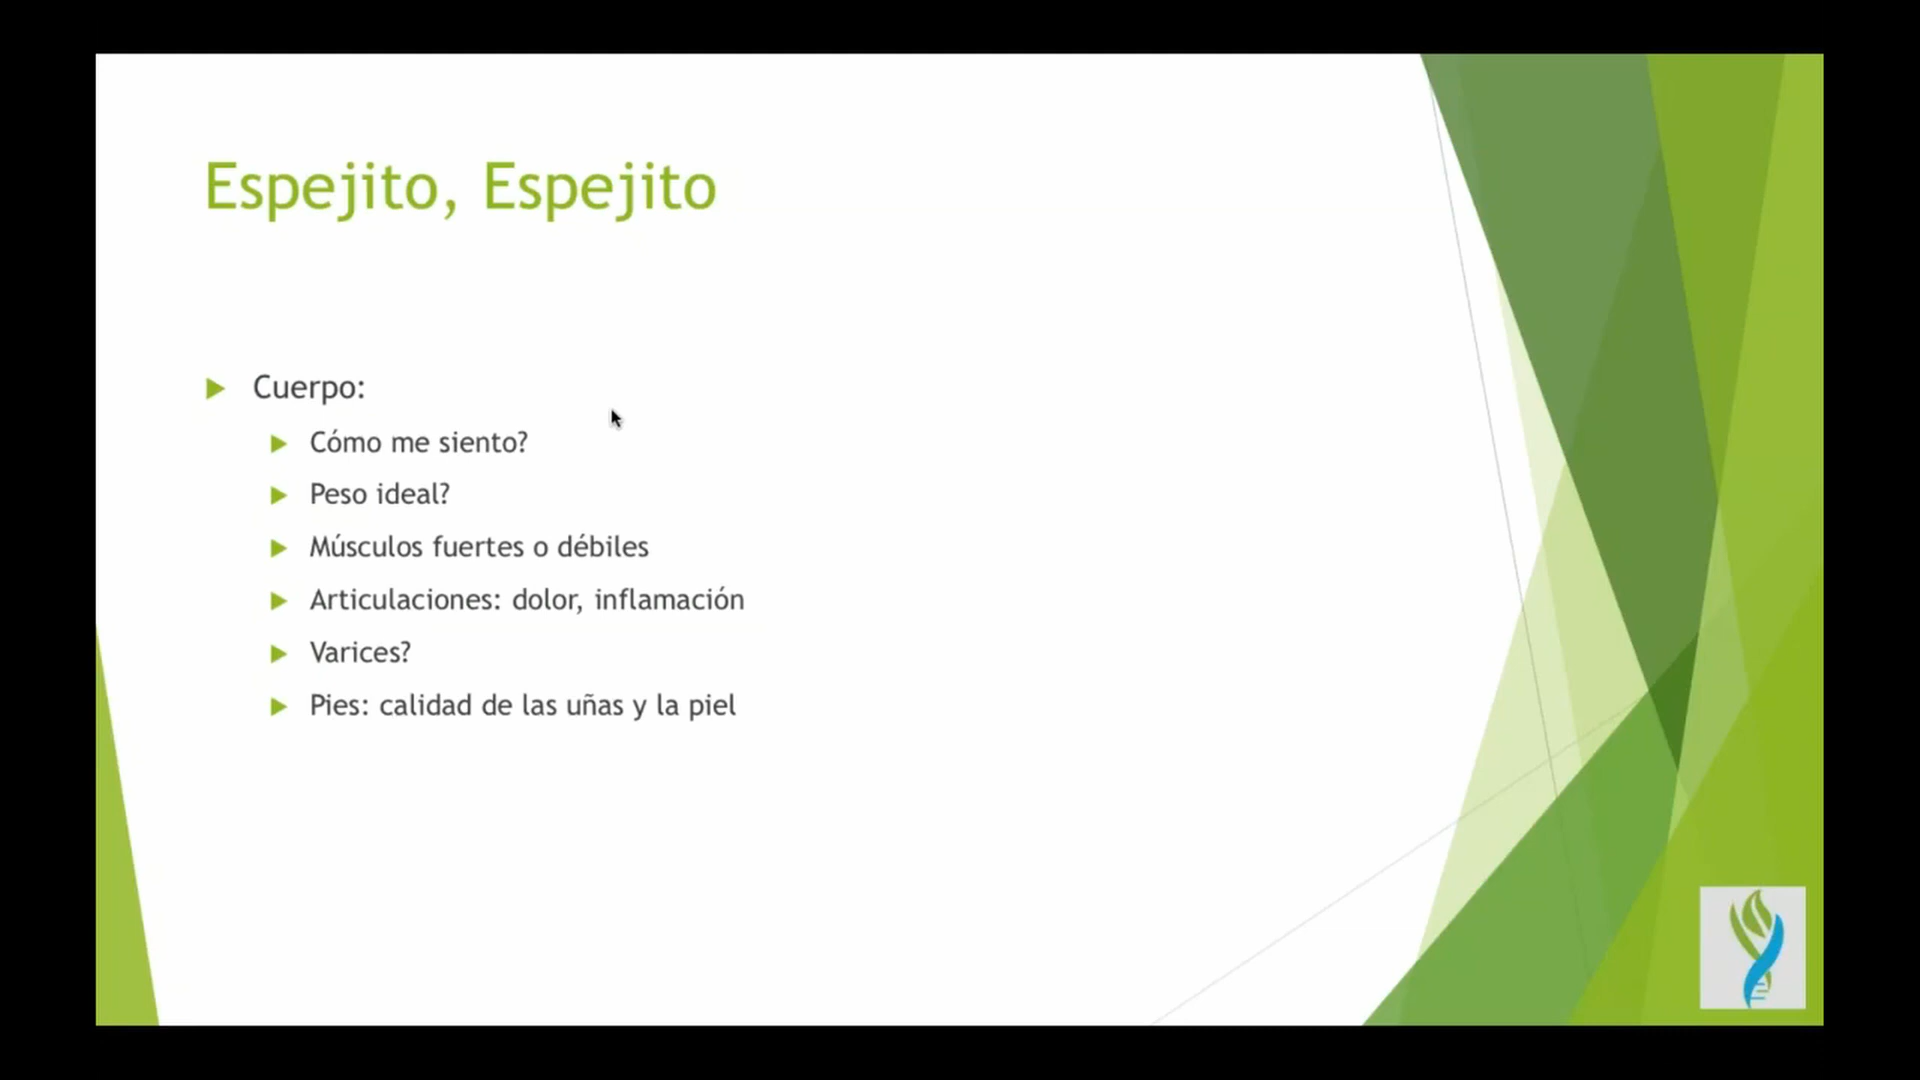 Espejito, Espejito
Cuerpo:
Cómo me siento?
Peso ideal?
Músculos fuertes o débiles
Articulaciones: dolor, inflamación
Varices?
Pies: calidad de las uñas y la piel